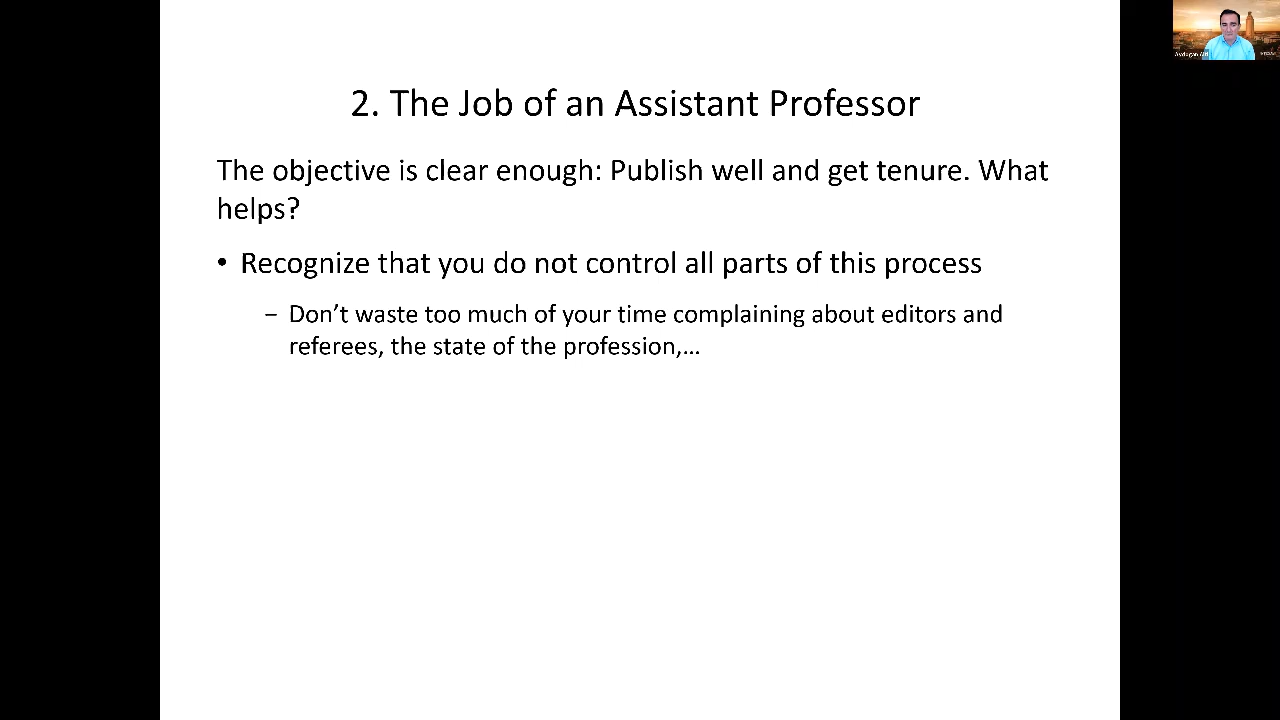 2. The Job of an Assistant Professor
The objective is clear enough: Publish well and get tenure. What
helps?
• Recognize that you do not control all parts of this process
– Don’t waste too much of your time complaining about editors and
referees, the state of the profession,…
Aydogan Alti